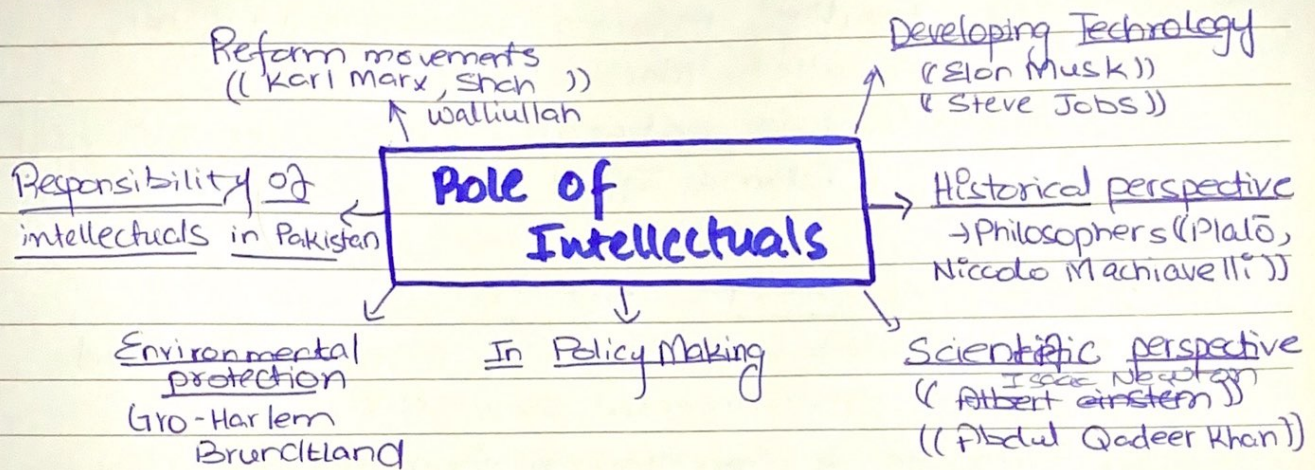 Reform movements
((Karl Marx, Shah ))
walliullah
Developing Technology
((Elon Musk))
(( Steve Jobs))
Role of
Intellectuals
Responsibility of
intellectuals in Pakistan
Historical perspective
→Philosophers((Plato,
Niccolo Machiavelli))
Environmental
protection
Gro-Harlem
Brundtland
In Policy Making
Scientific perspective
Isaac Newton
(( Albert einstern))
((Abdul Qadeer Khan))